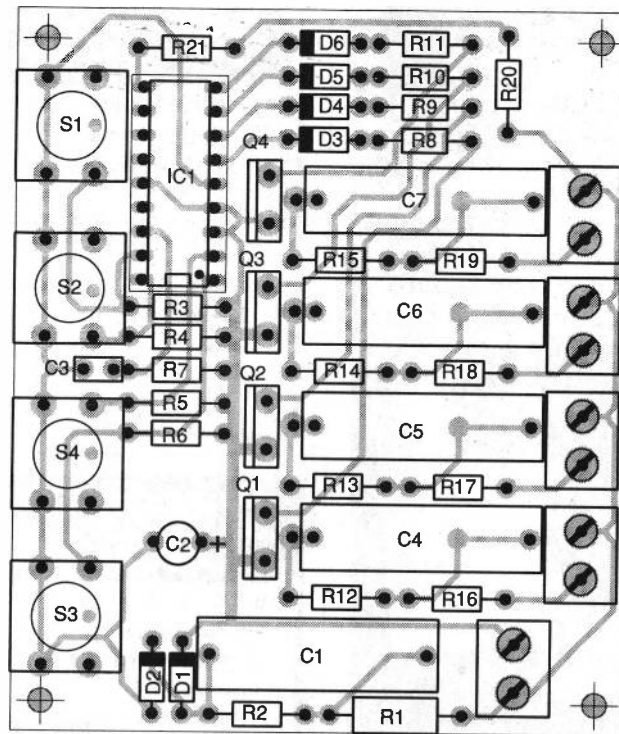 R21
D6 R11
D5 R10
R20
D4 R9
S1
D3 R8
Q4
IC1
C7
Q3
R15 R19
S2
R3
C6
R4
C3 R7
Q2
R14 R18
R5
R6
C5
S4
Q1
R13 R17
C2 +
C4
R12 R16
S3
C1
D2 D1
R2 R1